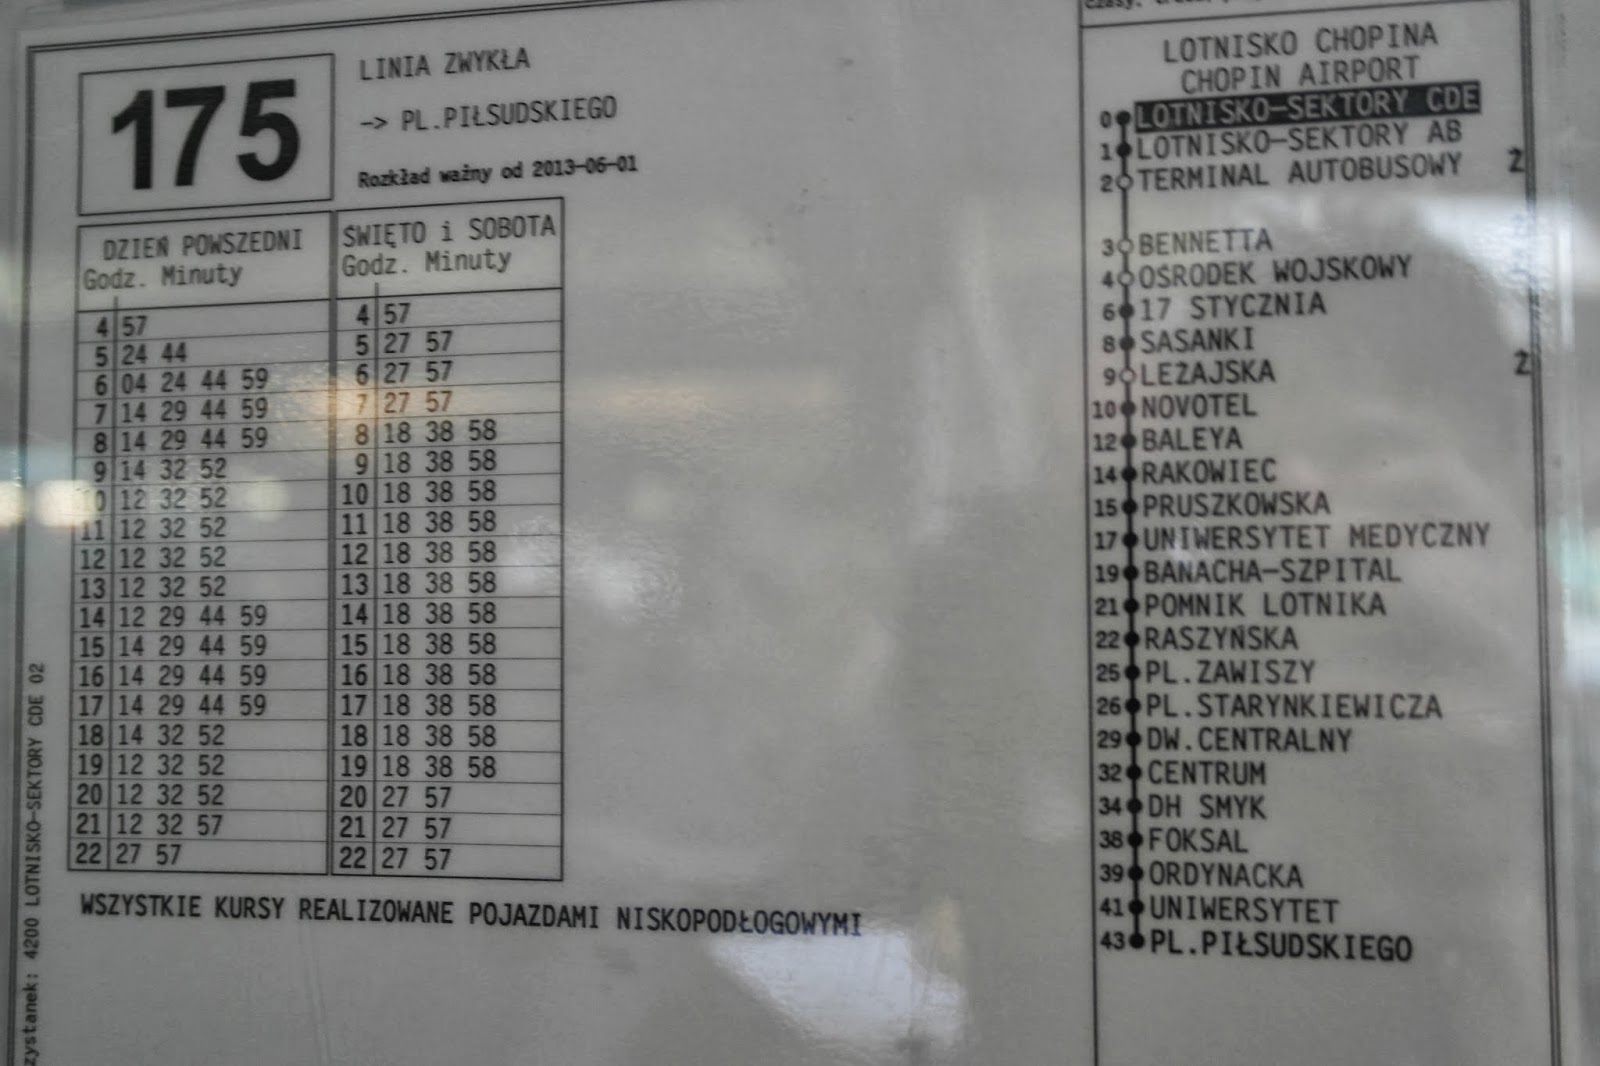 175
LINIA ZWYKŁA
-> PL.PIŁSUDSKIEGO
Rozkład ważny od 2013-06-01
DZIEŃ POWSZEDNI
Godz. Minuty
4 57
5 24 44
6 04 24 44 59
7 14 29 44 59
8 14 29 44 59
9 14 32 52
10 12 32 52
11 12 32 52
12 12 32 52
13 12 32 52
14 12 29 44 59
15 14 29 44 59
16 14 29 44 59
17 14 29 44 59
18 14 32 52
19 12 32 52
20 12 32 52
21 12 32 57
22 27 57
ŚWIĘTO i SOBOTA
Godz. Minuty
4 57
5 27 57
6 27 57
7 27 57
8 18 38 58
9 18 38 58
10 18 38 58
11 18 38 58
12 18 38 58
13 18 38 58
14 18 38 58
15 18 38 58
16 18 38 58
17 18 38 58
18 18 38 58
19 18 38 58
20 27 57
21 27 57
22 27 57
WSZYSTKIE KURSY REALIZOWANE POJAZDAMI NISKOPODŁOGOWYMI
4200 LOTNISKO-SEKTORY CDE 02
LOTNISKO CHOPINA
CHOPIN AIRPORT
0 LOTNISKO-SEKTORY CDE
1 LOTNISKO-SEKTORY AB
2 TERMINAL AUTOBUSOWY Ż
3 BENNETTA
4 OŚRODEK WOJSKOWY
6 17 STYCZNIA
8 SASANKI
9 LEŻAJSKA Ż
10 NOVOTEL
12 BALEYA
14 RAKOWIEC
15 PRUSZKOWSKA
17 UNIWERSYTET MEDYCZNY
19 BANACHA-SZPITAL
21 POMNIK LOTNIKA
22 RASZYŃSKA
25 PL.ZAWISZY
26 PL.STARYNKIEWICZA
29 DW.CENTRALNY
32 CENTRUM
34 DH SMYK
38 FOKSAL
39 ORDYNACKA
41 UNIWERSYTET
43 PL.PIŁSUDSKIEGO